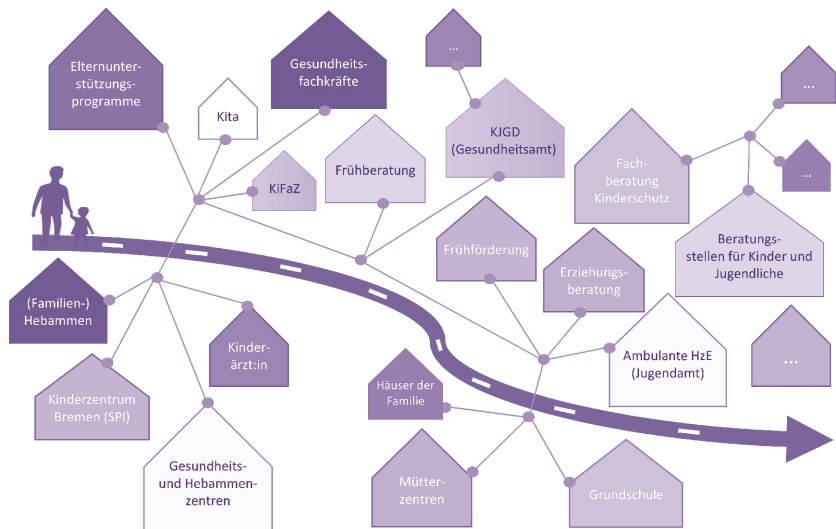 Elternunter-
stützungs-
programme
Kita
Gesundheits-
fachkräfte
KiFaZ
Frühberatung
...
KJGD
(Gesundheitsamt)
Fach-
beratung
Kinderschutz
...
...
Beratungs-
stellen für Kinder und
Jugendliche
Frühförderung
Erziehungs-
beratung
(Familien-)
Hebammen
Kinder-
ärzt:in
Kinderzentrum
Bremen (SPI)
Gesundheits-
und Hebammen-
zentren
Häuser der
Familie
Ambulante HzE
(Jugendamt)
...
Mütter-
zentren
Grundschule